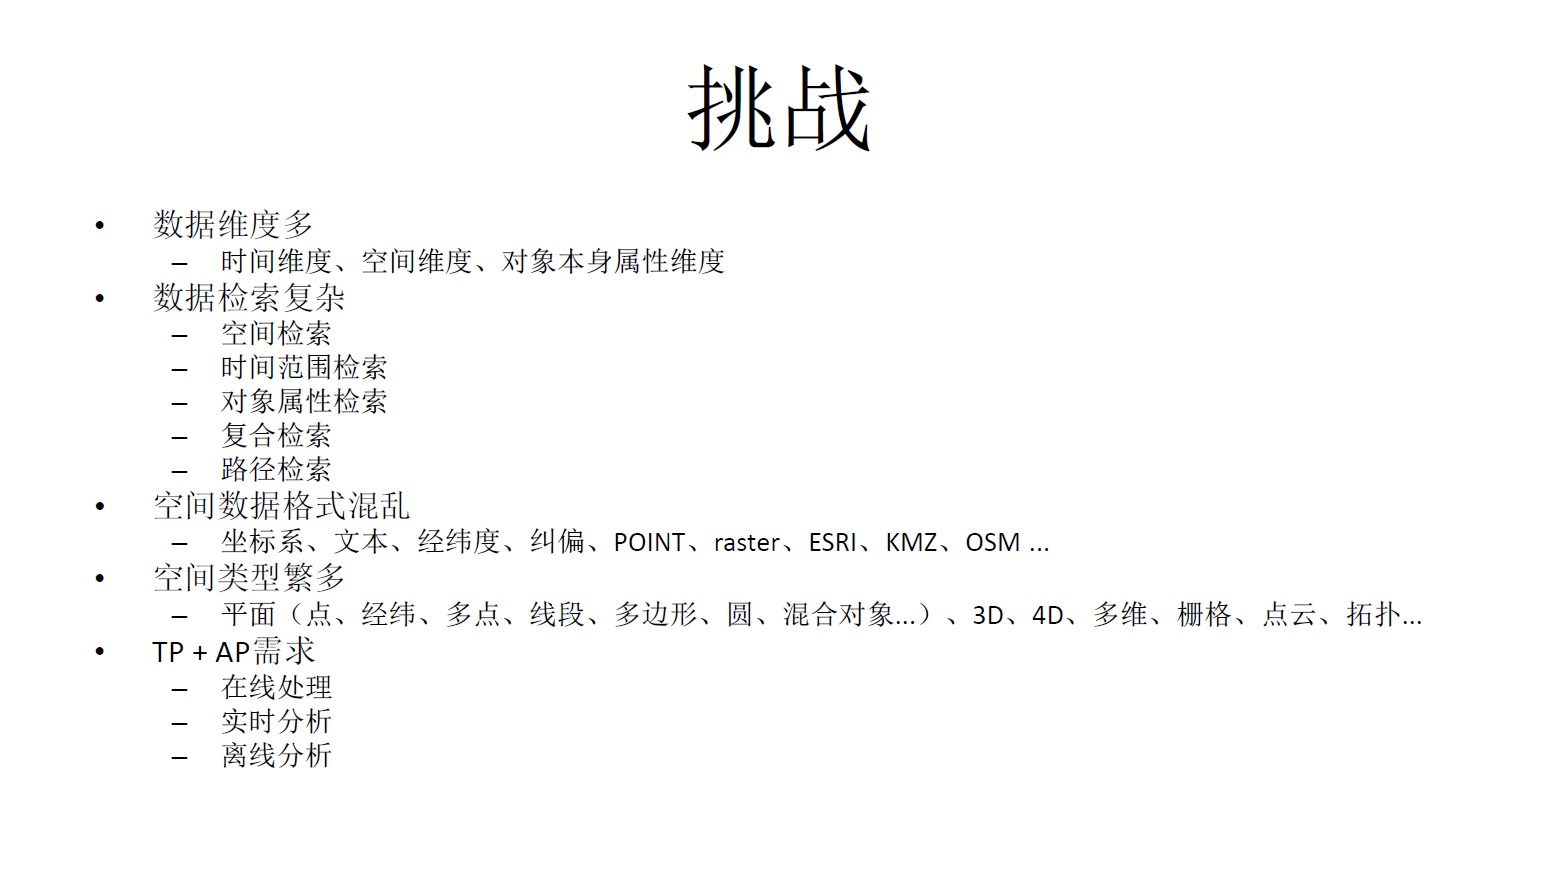 挑战
• 数据维度多
– 时间维度、空间维度、对象本身属性维度
• 数据检索复杂
– 空间检索
– 时间范围检索
– 对象属性检索
– 复合检索
– 路径检索
• 空间数据格式混乱
– 坐标系、文本、经纬度、纠偏、POINT、raster、ESRI、KMZ、OSM ...
• 空间类型繁多
– 平面（点、经纬、多点、线段、多边形、圆、混合对象...）、3D、4D、多维、栅格、点云、拓扑...
• TP + AP需求
– 在线处理
– 实时分析
– 离线分析